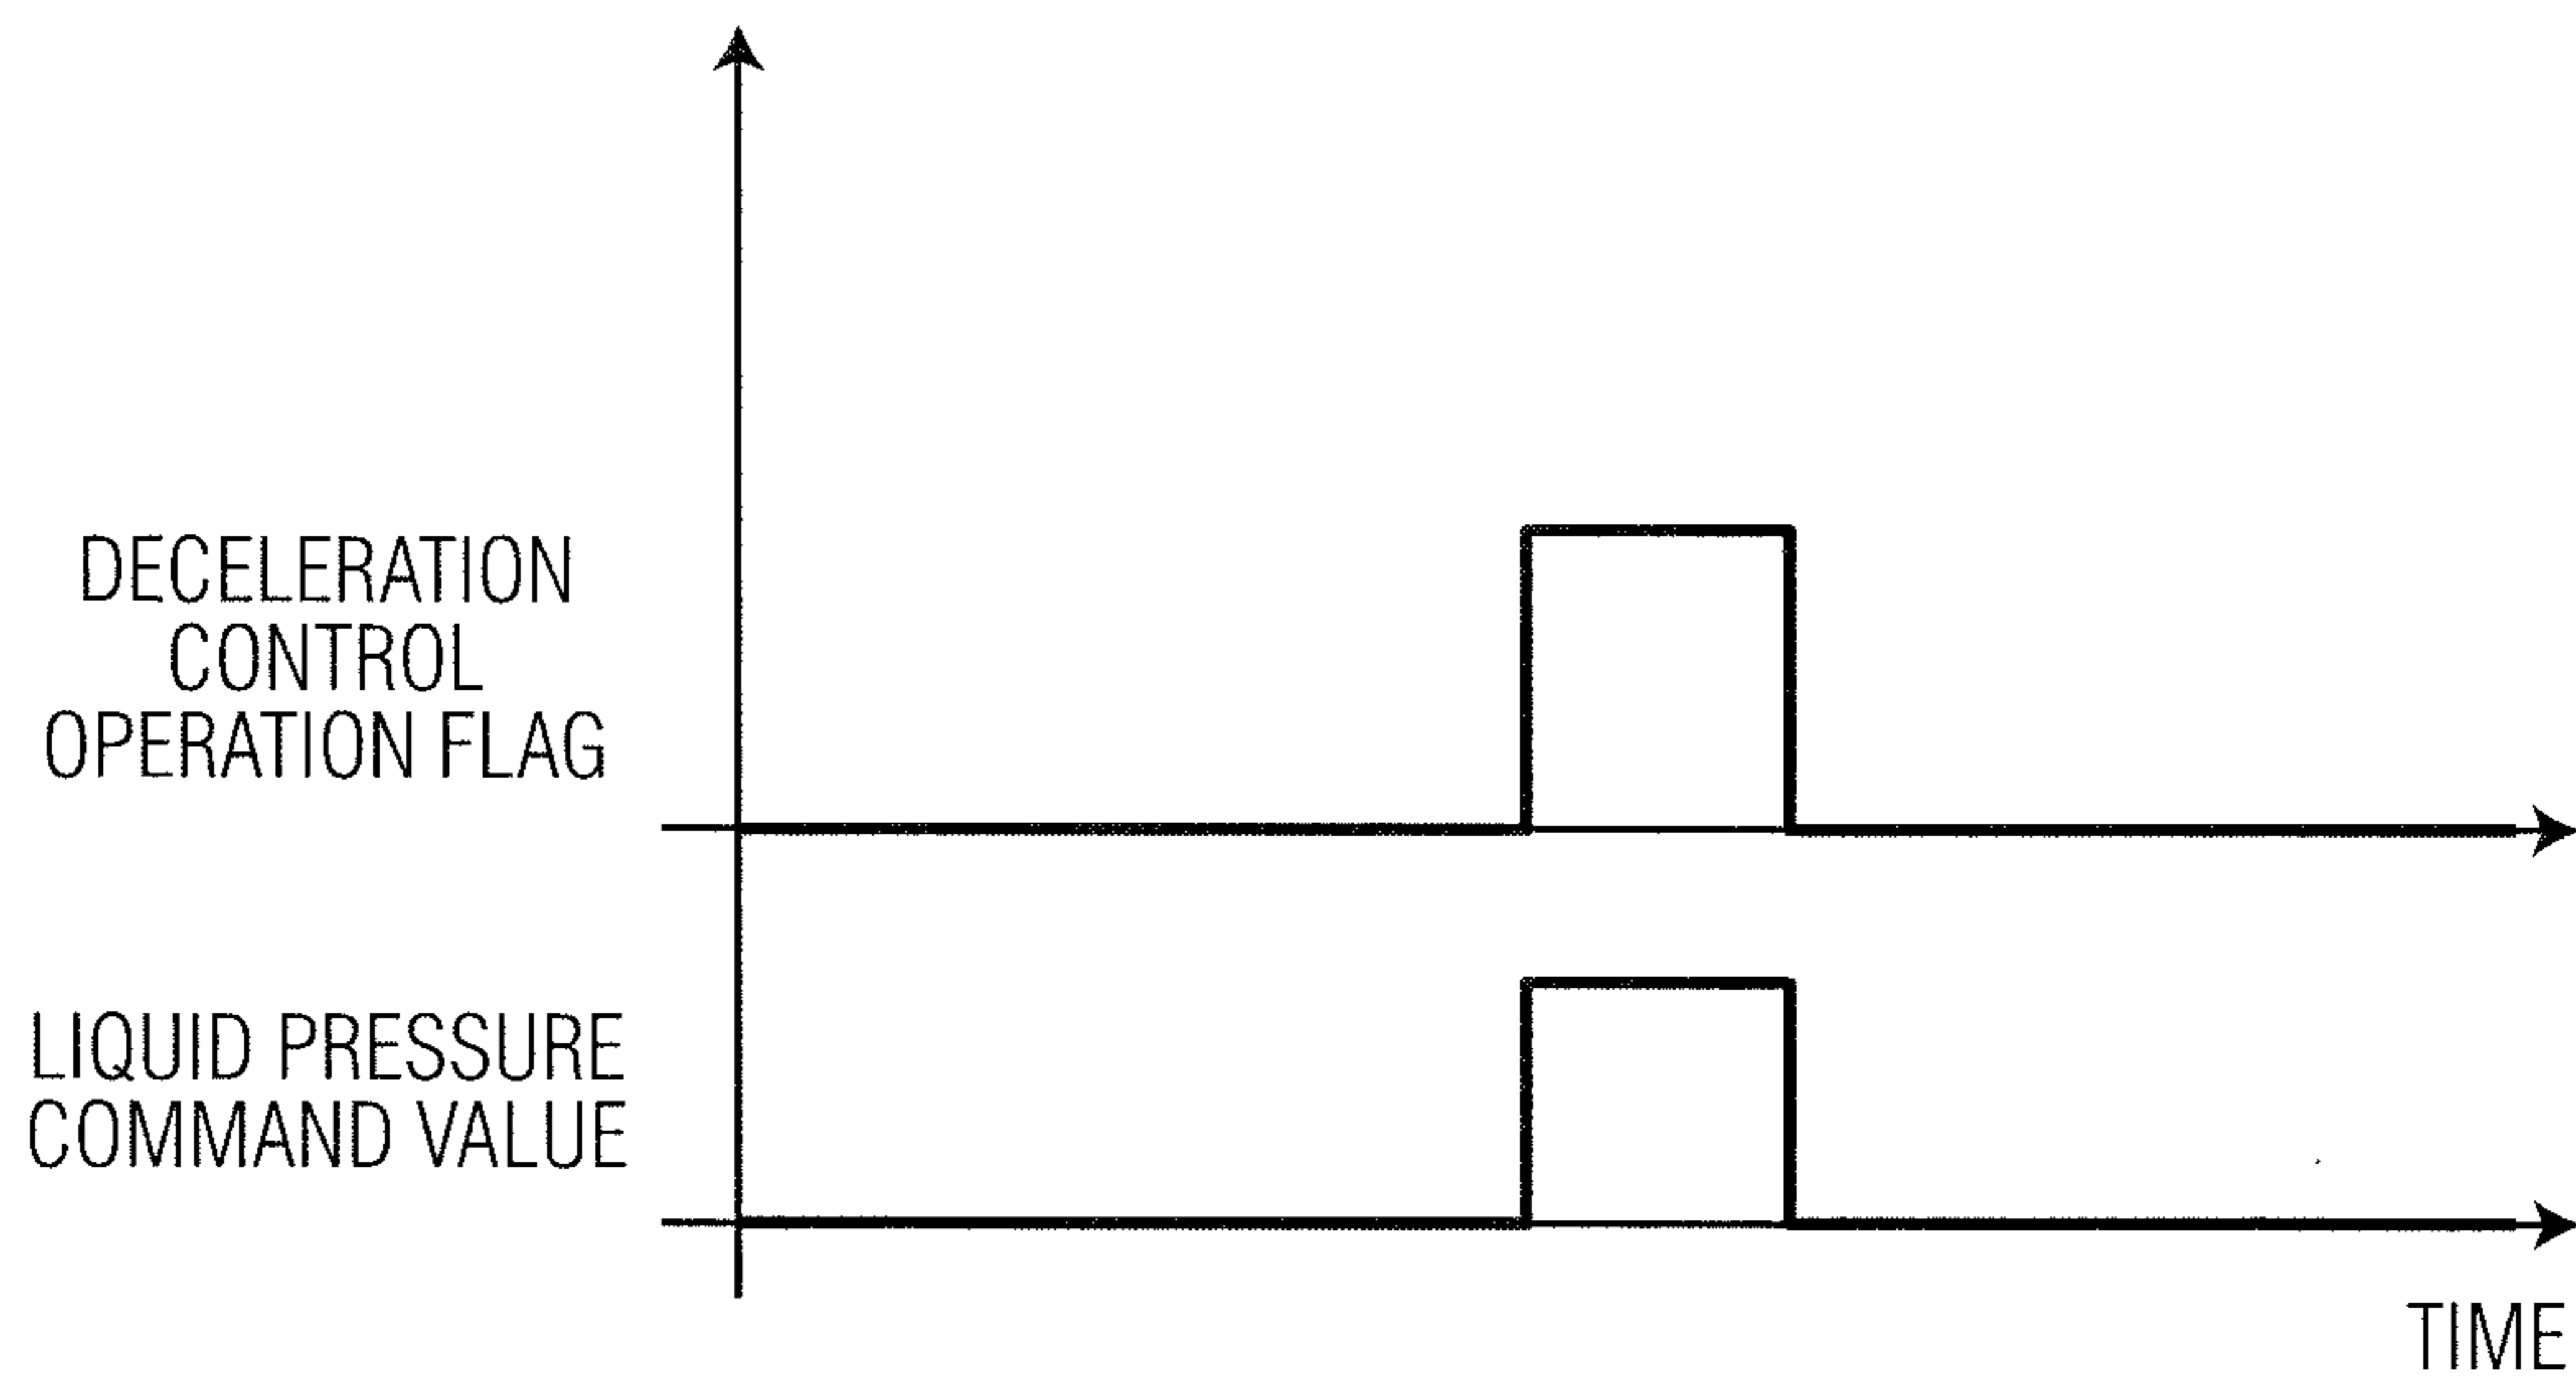 DECELERATION
CONTROL
OPERATION FLAG
LIQUID PRESSURE
COMMAND VALUE
TIME